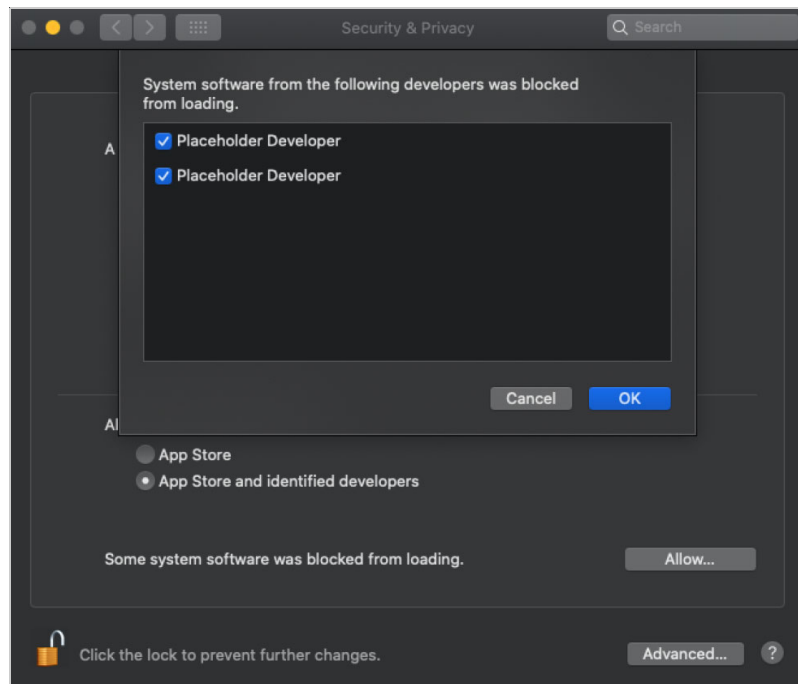 Security & Privacy
Search
System software from the following developers was blocked
from loading.
Placeholder Developer
Placeholder Developer
Cancel
OK
App Store
App Store and identified developers
Some system software was blocked from loading.
Allow...
Click the lock to prevent further changes.
Advanced...
?